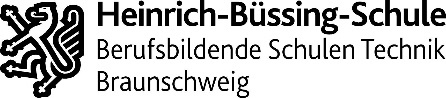 Heinrich-Büssing-Schule
Berufsbildende Schulen Technik
Braunschweig